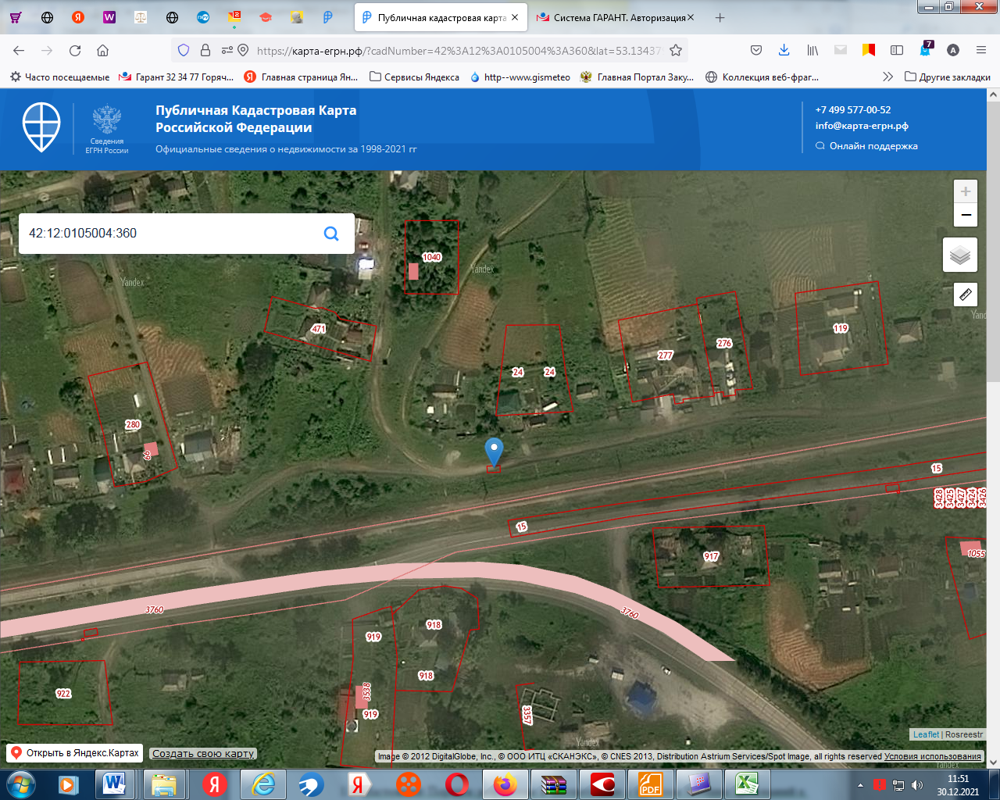 Публичная кадастровая карта
Система ГАРАНТ. Авторизация
https://карта-егрн.рф/?cadNumber=42%3A12%3A0105004%3A360&lat=53.13437
7
Часто посещаемые
Гарант 32 34 77 Горяч...
Главная страница Ян...
Сервисы Яндекса
http--www.gismeteo
Главная Портал Заку...
Коллекция веб-фраг...
Другие закладки
Сведения
ЕГРН России
Публичная Кадастровая Карта
Российской Федерации
Официальные сведения о недвижимости за 1998-2021 гг
+7 499 577-00-52
info@карта-егрн.рф
Онлайн поддержка
42:12:0105004:360
+
−
1040
Yandex
Yandex
Yandex
471
119
276
277
24
24
280
66
15
3428
3425
3427
3424
3426
15
917
1055
3760
3760
918
919
918
922
3538
919
3357
Yandex
Leaflet | Rosreestr
Открыть в Яндекс.Картах
Создать свою карту
Image © 2012 DigitalGlobe, Inc., © ООО ИТЦ «СКАНЭКС», © CNES 2013, Distribution Astrium Services/Spot Image, all rights reserved Условия использования
11:51
30.12.2021